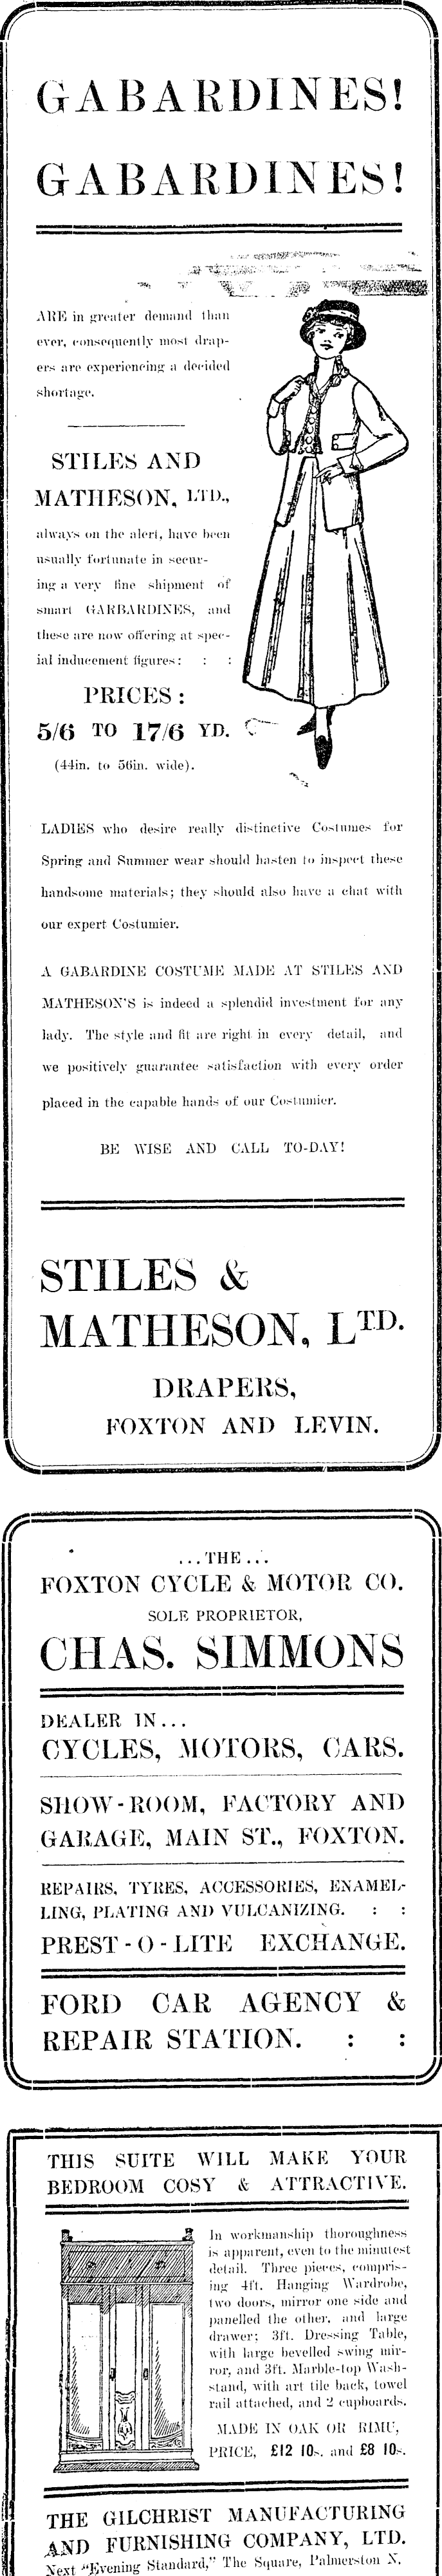 GABARDINES!
GABARDINES!
ARE in greater demand than
ever, consequently most drap-
ers are experiencing a decided
shortage.
STILES AND
MATHESON, LTD.,
always on the alert, have been
usually fortunate in secur-
ing a very fine shipment of
smart GARBARDINES, and
these are now offering at spec-
ial inducement figures: : :
PRICES:
5/6 TO 17/6 YD.
(44in. to 56in. wide).
LADIES who desire really distinctive Costumes for
Spring and Summer wear should hasten to inspect these
handsome materials; they should also have a chat with
our expert Costumier.
A GABARDINE COSTUME MADE AT STILES AND
MATHESON'S is indeed a splendid investment for any
lady. The style and fit are right in every detail, and
we positively guarantee satisfaction with every order
placed in the capable hands of our Costumier.
BE WISE AND CALL TO-DAY!
STILES &
MATHESON, LTD.
DRAPERS,
FOXTON AND LEVIN.
...THE...
FOXTON CYCLE & MOTOR CO.
SOLE PROPRIETOR,
CHAS. SIMMONS
DEALER IN...
CYCLES, MOTORS, CARS.
SHOW-ROOM, FACTORY AND
GARAGE, MAIN ST., FOXTON.
REPAIRS, TYRES, ACCESSORIES, ENAMEL-
LING, PLATING AND VULCANIZING. : :
PREST-O-LITE EXCHANGE.
FORD CAR AGENCY &
REPAIR STATION. : :
THIS SUITE WILL MAKE YOUR
BEDROOM COSY & ATTRACTIVE.
In workmanship thoroughness
is apparent, even to the minutest
detail. Three pieces, compris-
ing 4ft. Hanging Wardrobe,
two doors, mirror one side and
panelled the other, and large
drawer; 3ft. Dressing Table,
with large bevelled swing mir-
ror, and 3ft. Marble-top Wash-
stand, with art tile back, towel
rail attached, and 2 cupboards.
MADE IN OAK OR RIMU,
PRICE, £12 10s. and £8 10s.
THE GILCHRIST MANUFACTURING
AND FURNISHING COMPANY, LTD.
Next "Evening Standard," The Square, Palmerston N.